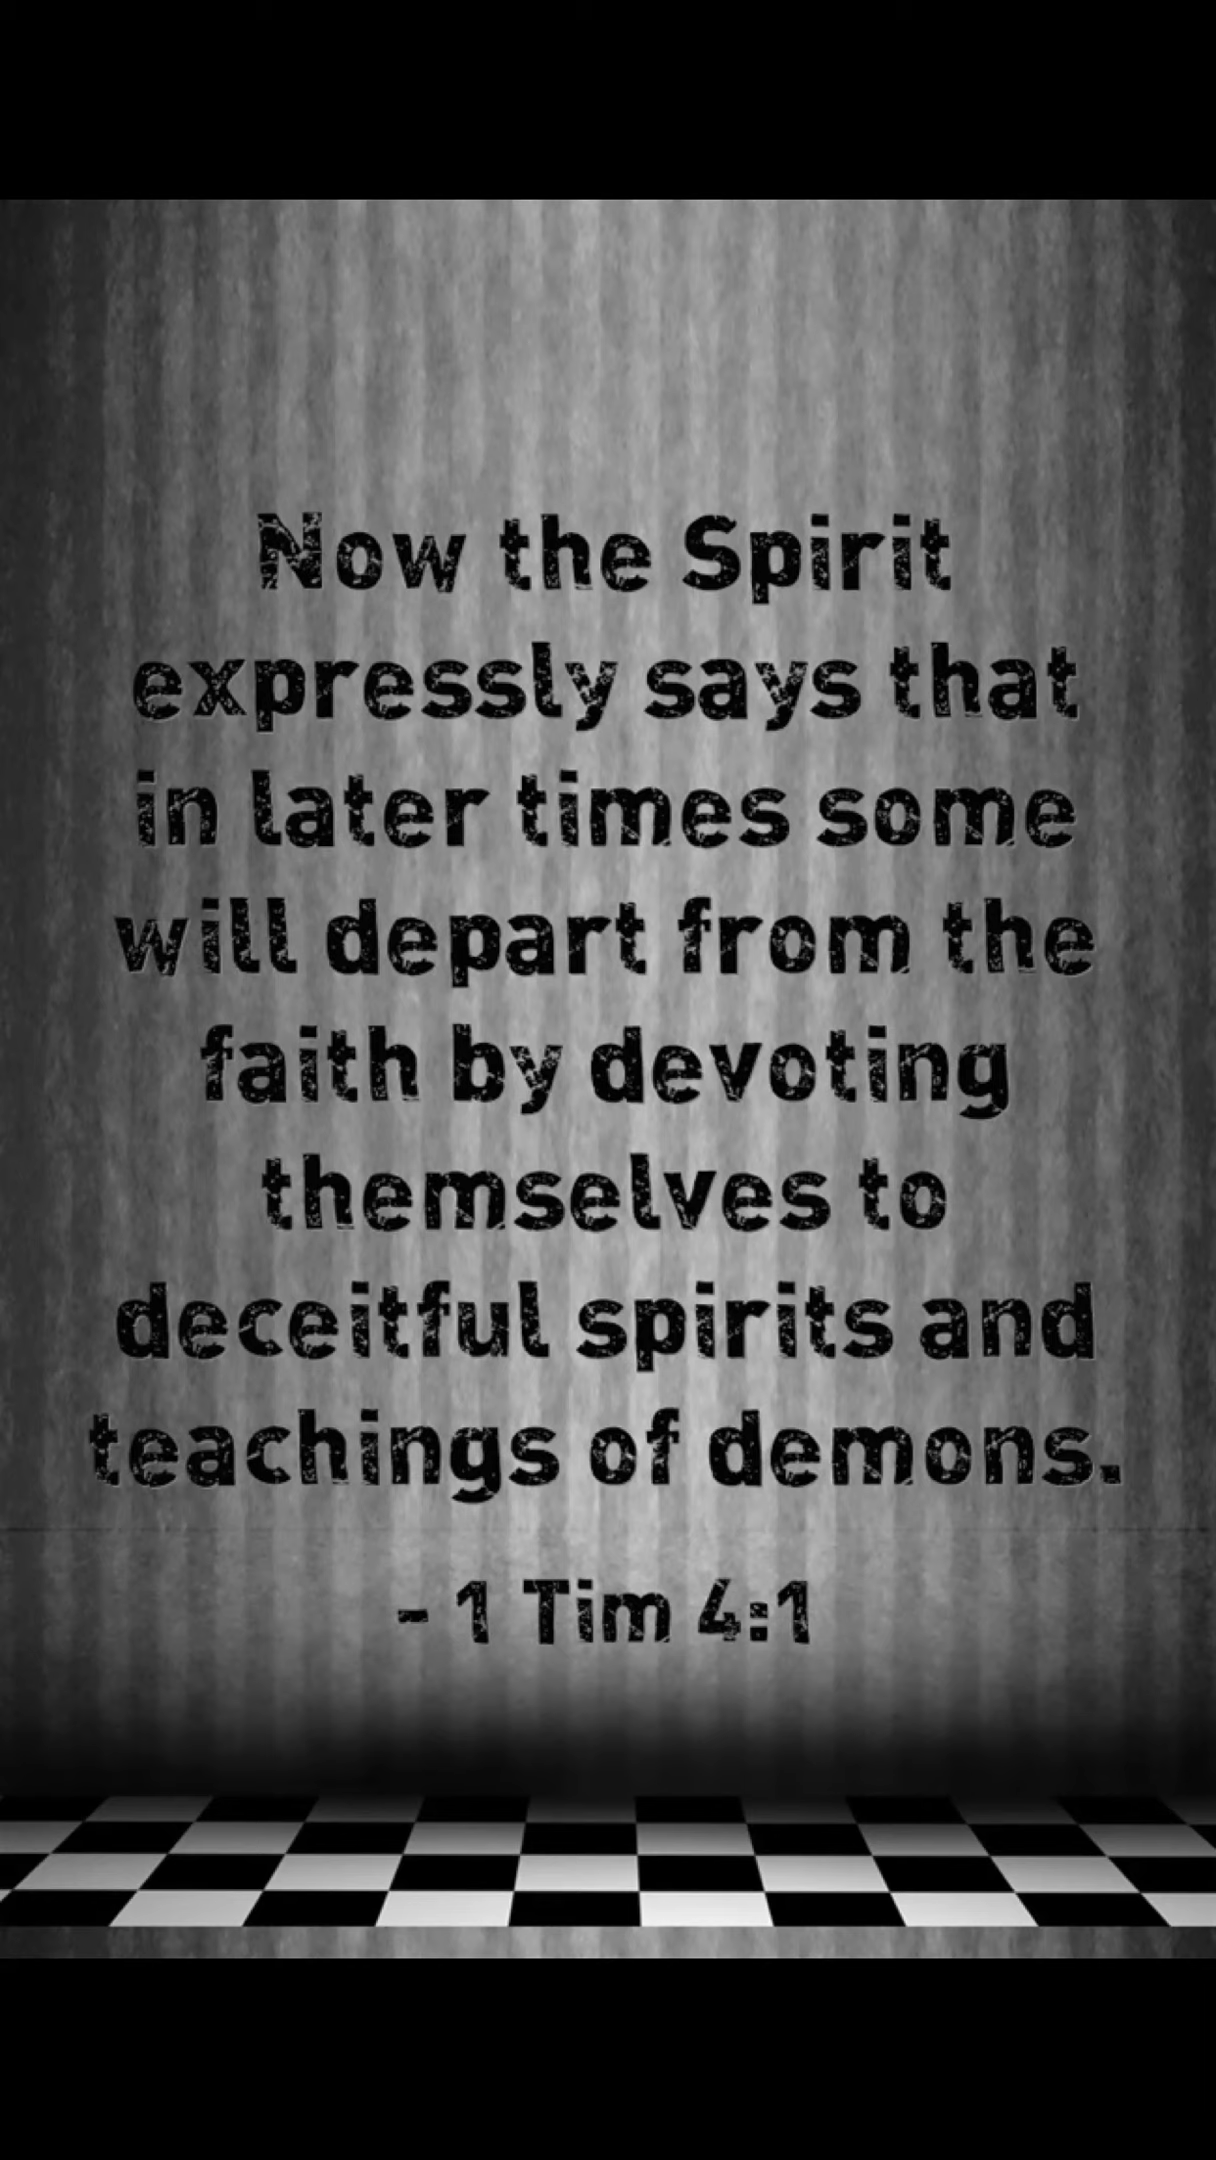 Now the Spirit
expressly says that
in later times some
will depart from the
faith by devoting
themselves to
deceitful spirits and
teachings of demons.
- 1 Tim 4:1